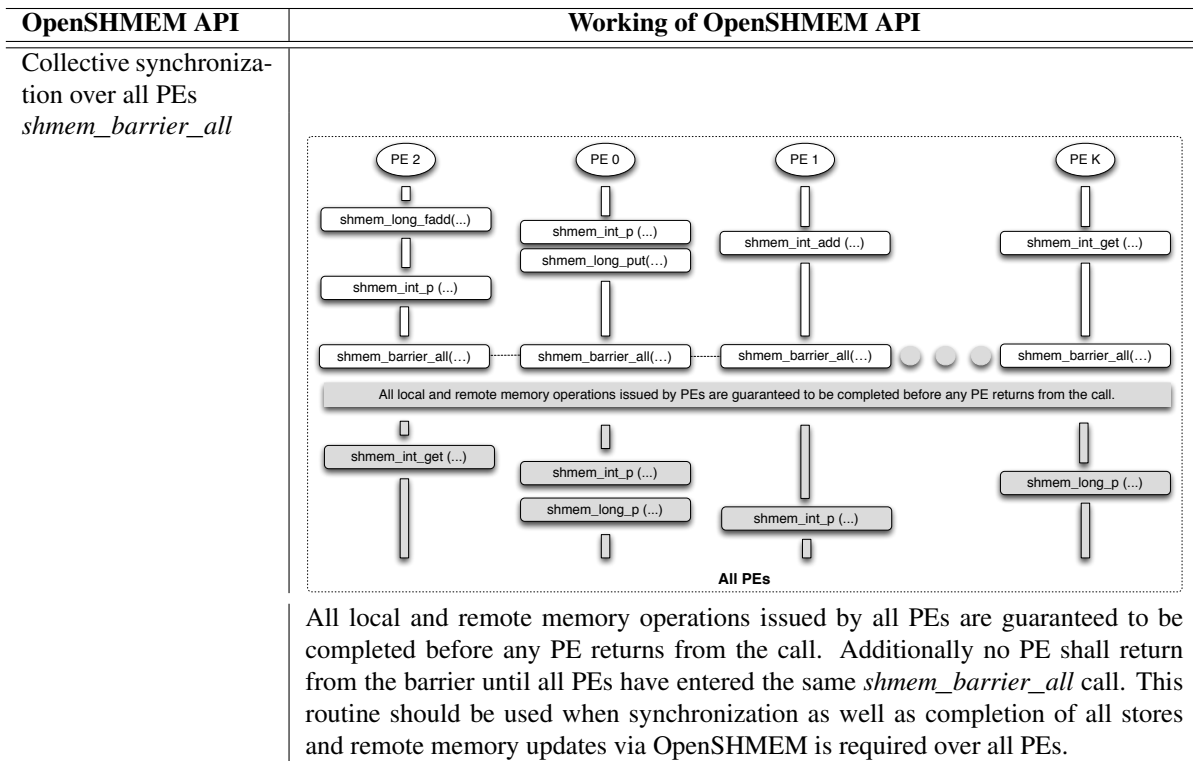 OpenSHMEM API Working of OpenSHMEM API
Collective synchroniza-
tion over all PEs
shmem_barrier_all
PE 2 PE 0 PE 1 PE K
shmem_long_fadd(...)
shmem_int_p (...)
shmem_int_add (...) shmem_int_get (...)
shmem_long_put(...)
shmem_int_p (...)
shmem_barrier_all(...) shmem_barrier_all(...) shmem_barrier_all(...) shmem_barrier_all(...)
All local and remote memory operations issued by PEs are guaranteed to be completed before any PE returns from the call.
shmem_int_get (...)
shmem_int_p (...)
shmem_long_p (...)
shmem_long_p (...)
shmem_int_p (...)
All PEs
All local and remote memory operations issued by all PEs are guaranteed to be
completed before any PE returns from the call. Additionally no PE shall return
from the barrier until all PEs have entered the same shmem_barrier_all call. This
routine should be used when synchronization as well as completion of all stores
and remote memory updates via OpenSHMEM is required over all PEs.